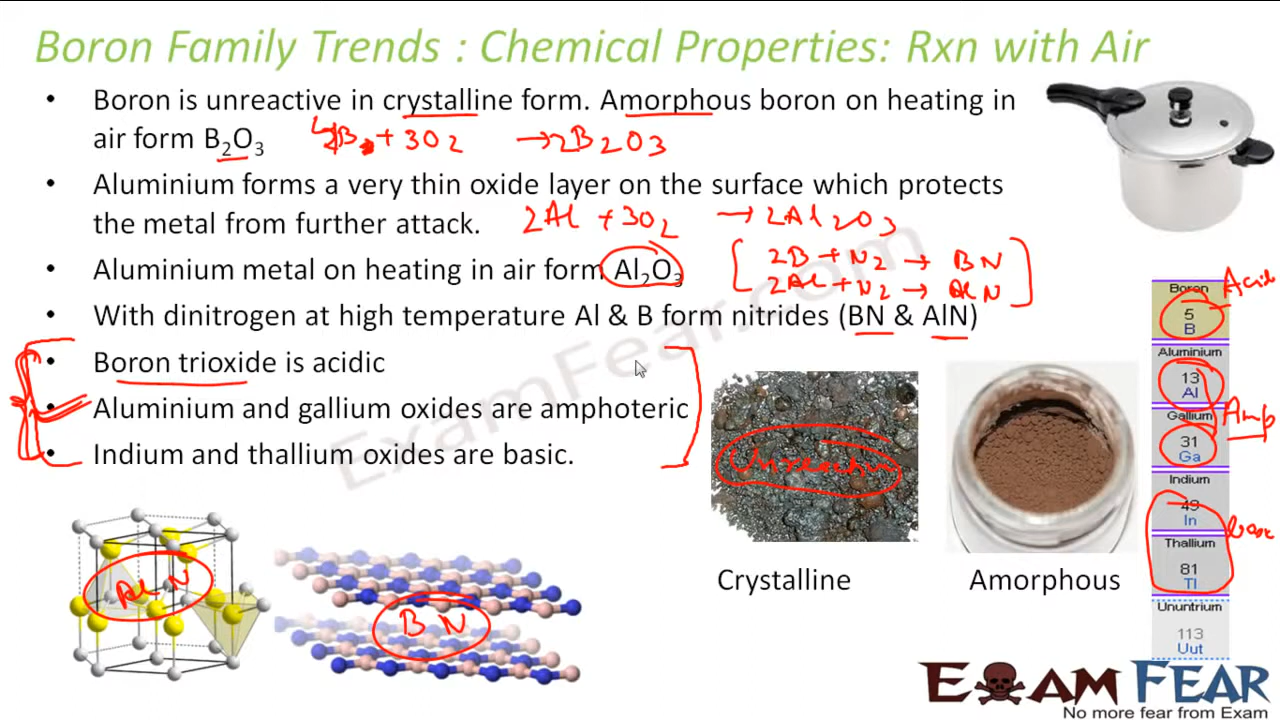 Boron Family Trends : Chemical Properties: Rxn with Air
• Boron is unreactive in crystalline form. Amorphous boron on heating in
air form B₂O₃ 4B + 3O₂ → 2B₂O₃
• Aluminium forms a very thin oxide layer on the surface which protects
the metal from further attack. 2Al + 3O₂ → 2Al₂O₃
• Aluminium metal on heating in air form Al₂O₃
2B + N₂ → BN
2Al + N₂ → AlN
• With dinitrogen at high temperature Al & B form nitrides (BN & AlN)
• Boron trioxide is acidic
• Aluminium and gallium oxides are amphoteric
• Indium and thallium oxides are basic.
ExamFear.com
Unreactive
Crystalline
Amorphous
AlN
BN
Boron
5
B
Acid
Aluminium
13
Al
Gallium
31
Ga
Amp
Indium
49
In
Thallium
81
Tl
Ununtrium
113
Uut
EXAM FEAR
No more fear from Exam